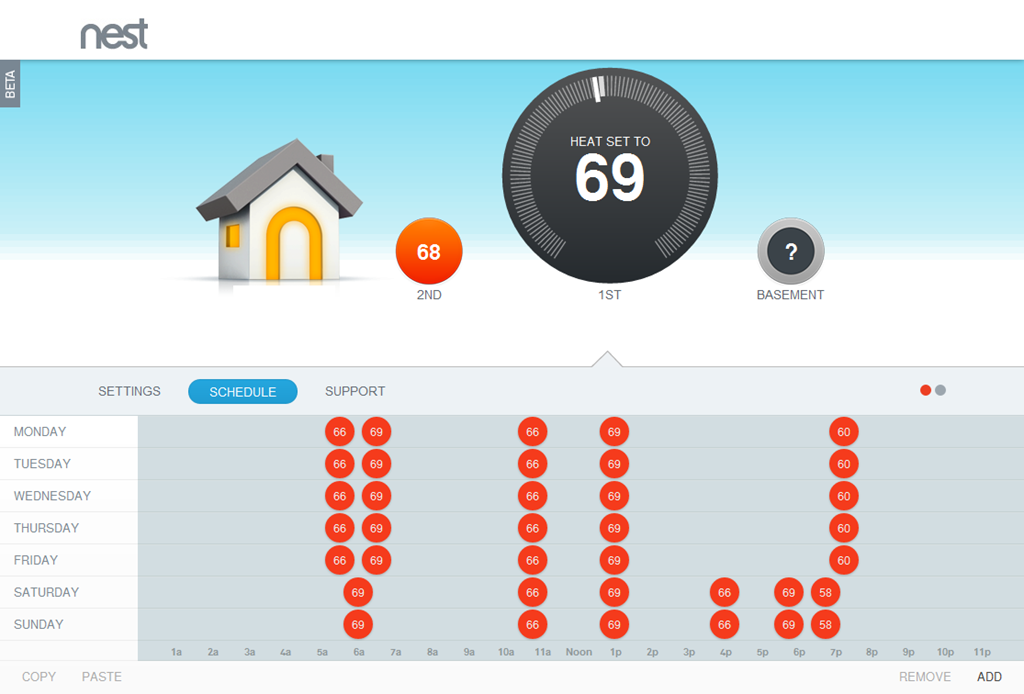 nest
BETA
HEAT SET TO
69
68
?
2ND
1ST
BASEMENT
SETTINGS SCHEDULE SUPPORT
MONDAY 66 69 66 69 60
TUESDAY 66 69 66 69 60
WEDNESDAY 66 69 66 69 60
THURSDAY 66 69 66 69 60
FRIDAY 66 69 66 69 60
SATURDAY 69 66 69 66 69 58
SUNDAY 69 66 69 66 69 58
1a 2a 3a 4a 5a 6a 7a 8a 9a 10a 11a Noon 1p 2p 3p 4p 5p 6p 7p 8p 9p 10p 11p
COPY PASTE REMOVE ADD